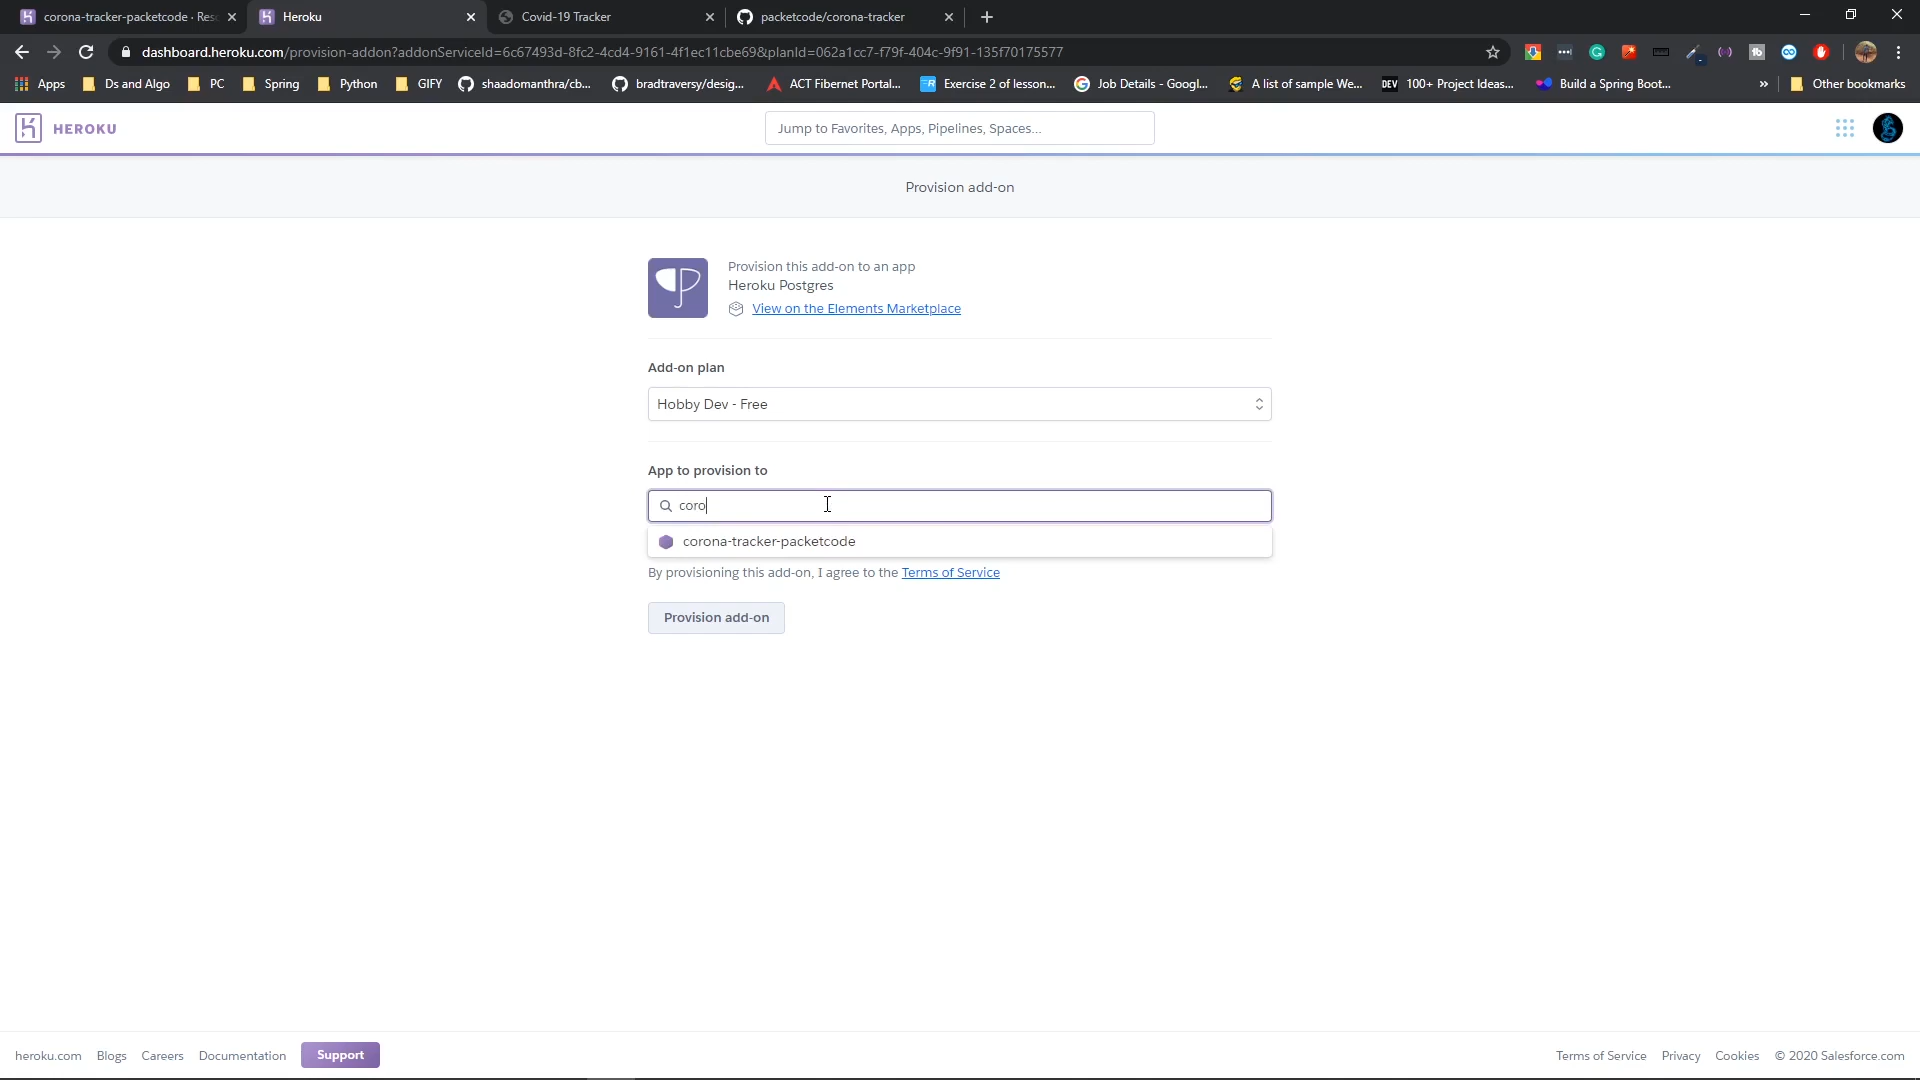 corona-tracker-packetcode · Reso
Heroku
Covid-19 Tracker
packetcode/corona-tracker
dashboard.heroku.com/provision-addon?addonServiceId=6c67493d-8fc2-4cd4-9161-4f1ec11cbe69&planId=062a1cc7-f79f-404c-9f91-135f70175577
Apps
Ds and Algo
PC
Spring
Python
GIFY
shaadomanthra/cb...
bradtraversy/desig...
ACT Fibernet Portal...
Exercise 2 of lesson...
Job Details - Googl...
A list of sample We...
DEV 100+ Project Ideas...
Build a Spring Boot...
»
Other bookmarks
HEROKU
Jump to Favorites, Apps, Pipelines, Spaces...
Provision add-on
Provision this add-on to an app
Heroku Postgres
View on the Elements Marketplace
Add-on plan
Hobby Dev - Free
App to provision to
coro
corona-tracker-packetcode
By provisioning this add-on, I agree to the Terms of Service
Provision add-on
heroku.com
Blogs
Careers
Documentation
Support
Terms of Service
Privacy
Cookies
© 2020 Salesforce.com